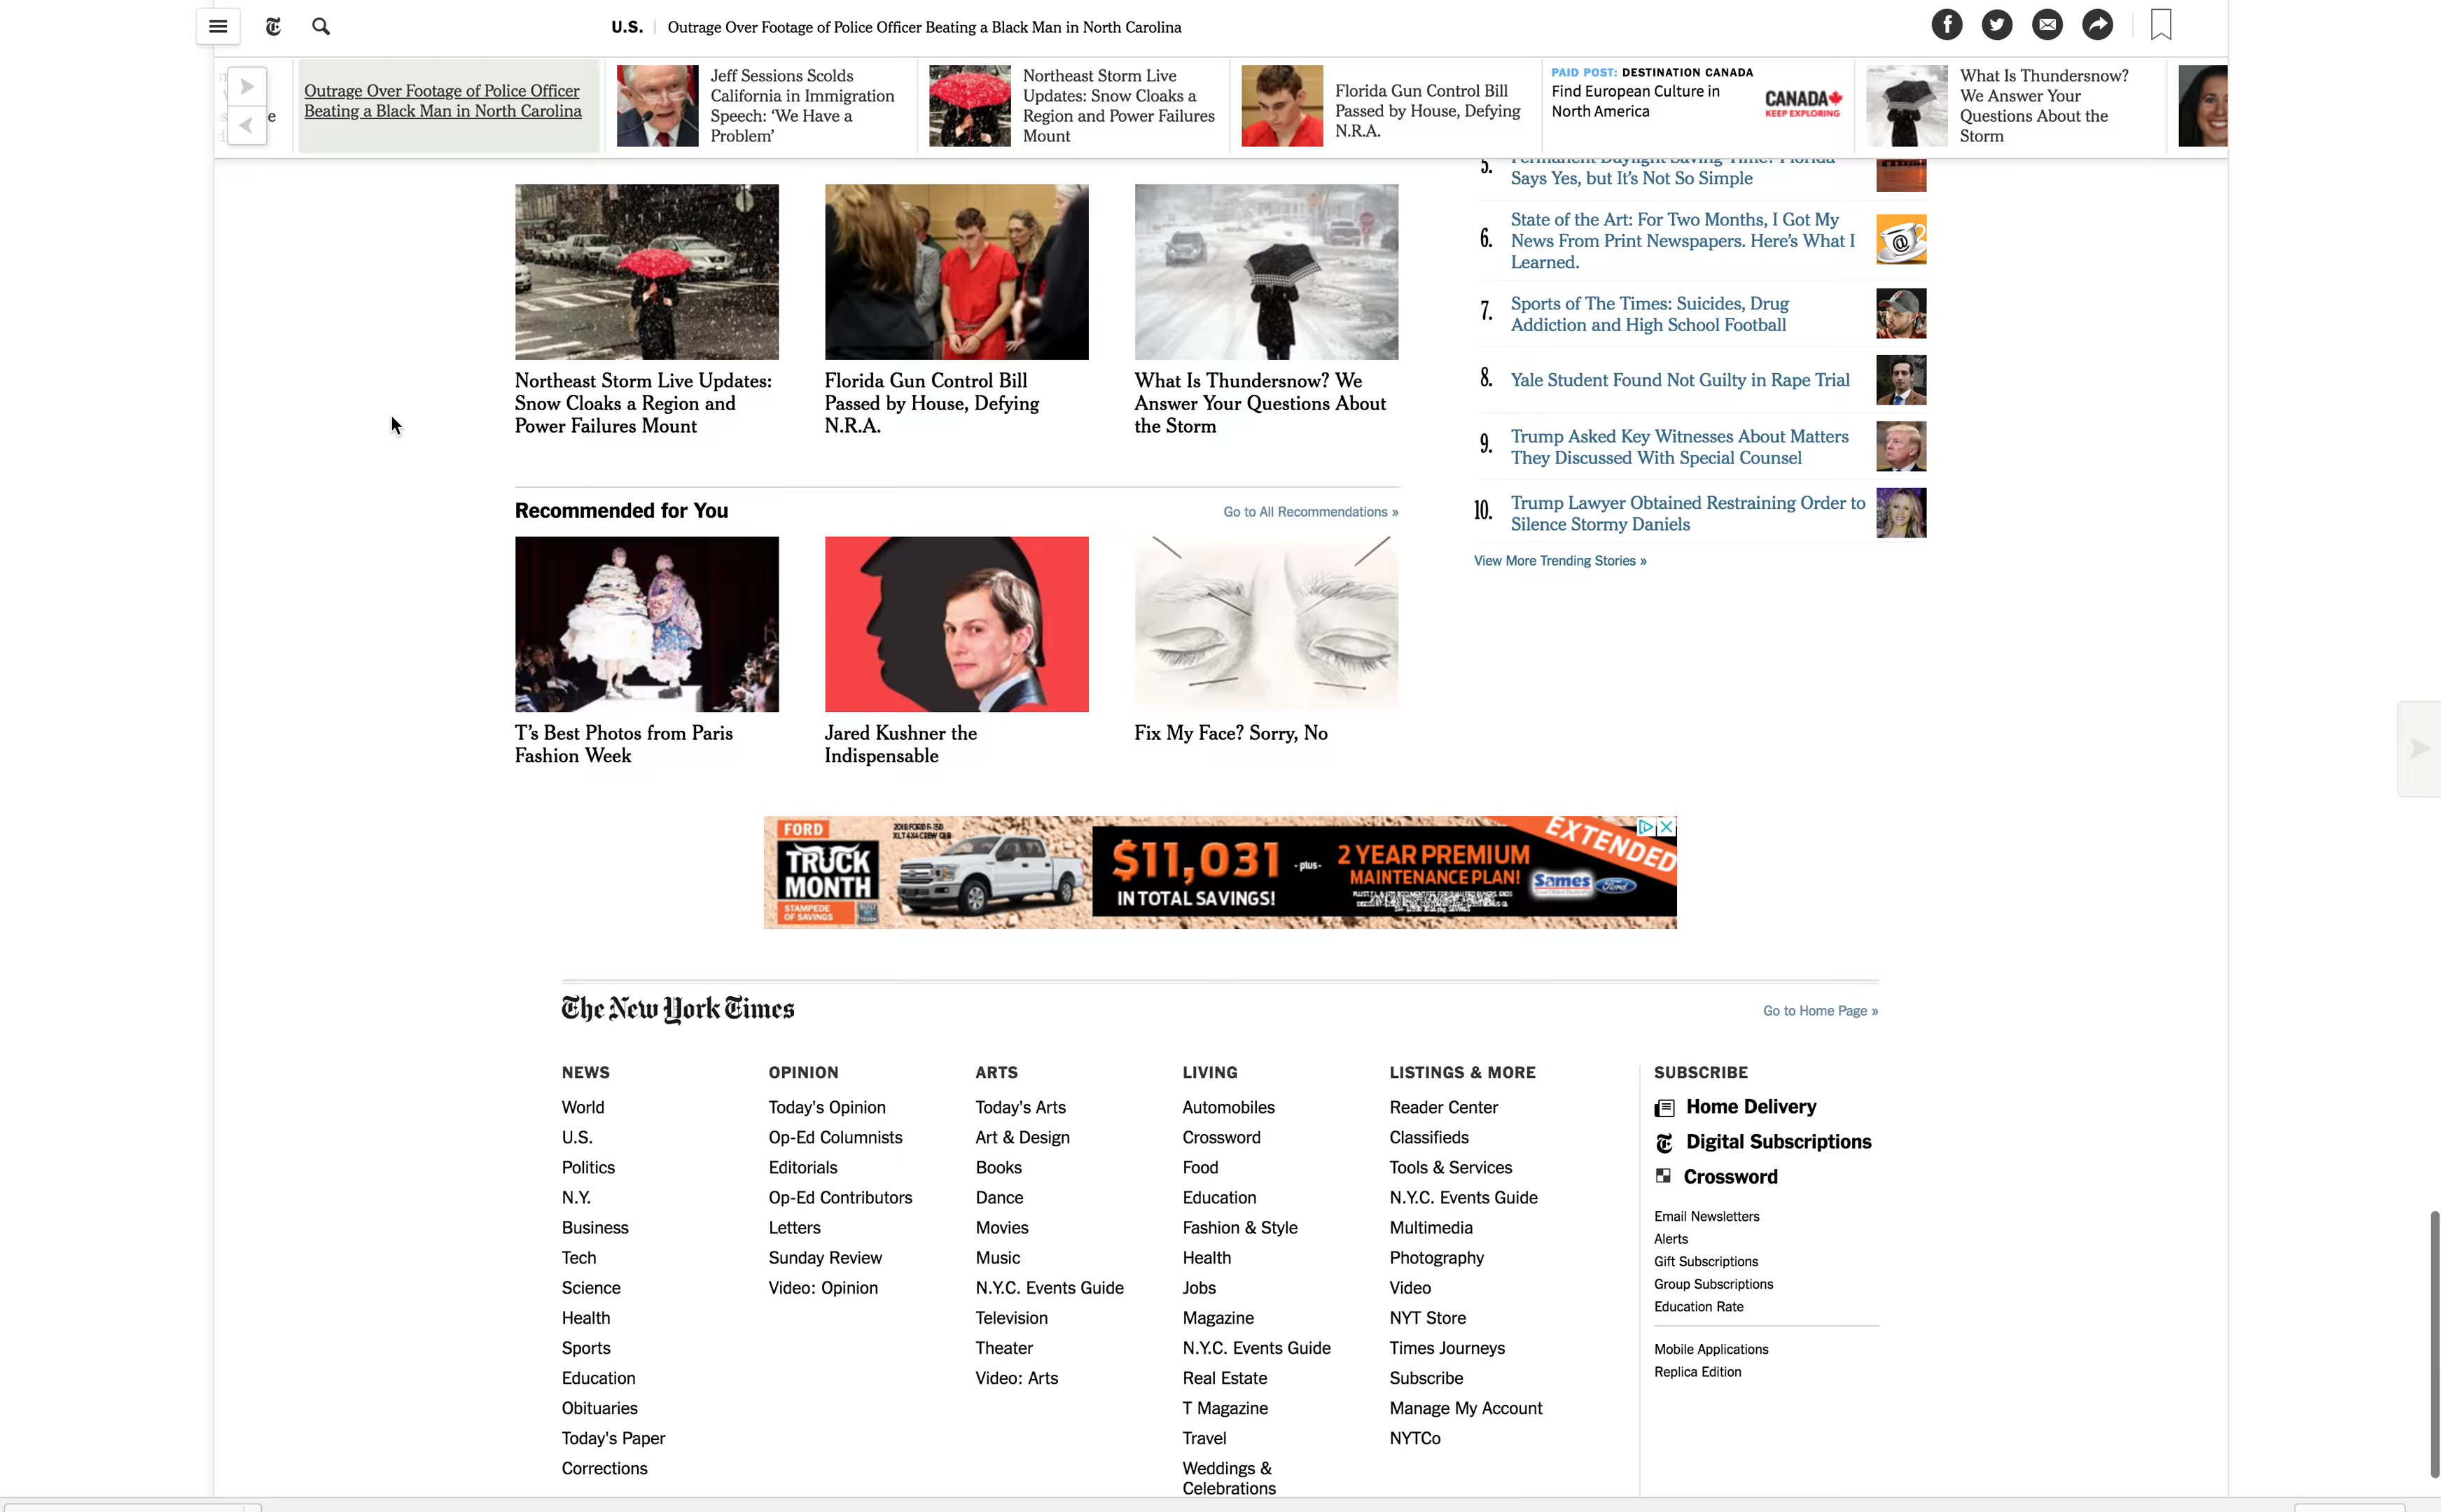 U.S. Outrage Over Footage of Police Officer Beating a Black Man in North Carolina
Outrage Over Footage of Police Officer
Beating a Black Man in North Carolina
Jeff Sessions Scolds
California in Immigration
Speech: ‘We Have a
Problem’
Northeast Storm Live
Updates: Snow Cloaks a
Region and Power Failures
Mount
Florida Gun Control Bill
Passed by House, Defying
N.R.A.
PAID POST: DESTINATION CANADA
Find European Culture in
North America
CANADA
KEEP EXPLORING
What Is Thundersnow?
We Answer Your
Questions About the
Storm
Northeast Storm Live Updates:
Snow Cloaks a Region and
Power Failures Mount
Florida Gun Control Bill
Passed by House, Defying
N.R.A.
What Is Thundersnow? We
Answer Your Questions About
the Storm
5. Permanent Daylight Saving Time? Florida
Says Yes, but It’s Not So Simple
6. State of the Art: For Two Months, I Got My
News From Print Newspapers. Here’s What I
Learned.
7. Sports of The Times: Suicides, Drug
Addiction and High School Football
8. Yale Student Found Not Guilty in Rape Trial
9. Trump Asked Key Witnesses About Matters
They Discussed With Special Counsel
10. Trump Lawyer Obtained Restraining Order to
Silence Stormy Daniels
View More Trending Stories »
Recommended for You
Go to All Recommendations »
T’s Best Photos from Paris
Fashion Week
Jared Kushner the
Indispensable
Fix My Face? Sorry, No
FORD
TRUCK
MONTH
STAMPEDE
OF SAVINGS
2018 FORD F-150
XLT 4X4 CREW CAB
$11,031
IN TOTAL SAVINGS!
- plus -
2 YEAR PREMIUM
MAINTENANCE PLAN!
EXTENDED
Sames
Ford
The New York Times
Go to Home Page »
NEWS
World
U.S.
Politics
N.Y.
Business
Tech
Science
Health
Sports
Education
Obituaries
Today's Paper
Corrections
OPINION
Today's Opinion
Op-Ed Columnists
Editorials
Op-Ed Contributors
Letters
Sunday Review
Video: Opinion
ARTS
Today's Arts
Art & Design
Books
Dance
Movies
Music
N.Y.C. Events Guide
Television
Theater
Video: Arts
LIVING
Automobiles
Crossword
Food
Education
Fashion & Style
Health
Jobs
Magazine
N.Y.C. Events Guide
Real Estate
T Magazine
Travel
Weddings &
Celebrations
LISTINGS & MORE
Reader Center
Classifieds
Tools & Services
N.Y.C. Events Guide
Multimedia
Photography
Video
NYT Store
Times Journeys
Subscribe
Manage My Account
NYTCo
SUBSCRIBE
Home Delivery
Digital Subscriptions
Crossword
Email Newsletters
Alerts
Gift Subscriptions
Group Subscriptions
Education Rate
Mobile Applications
Replica Edition